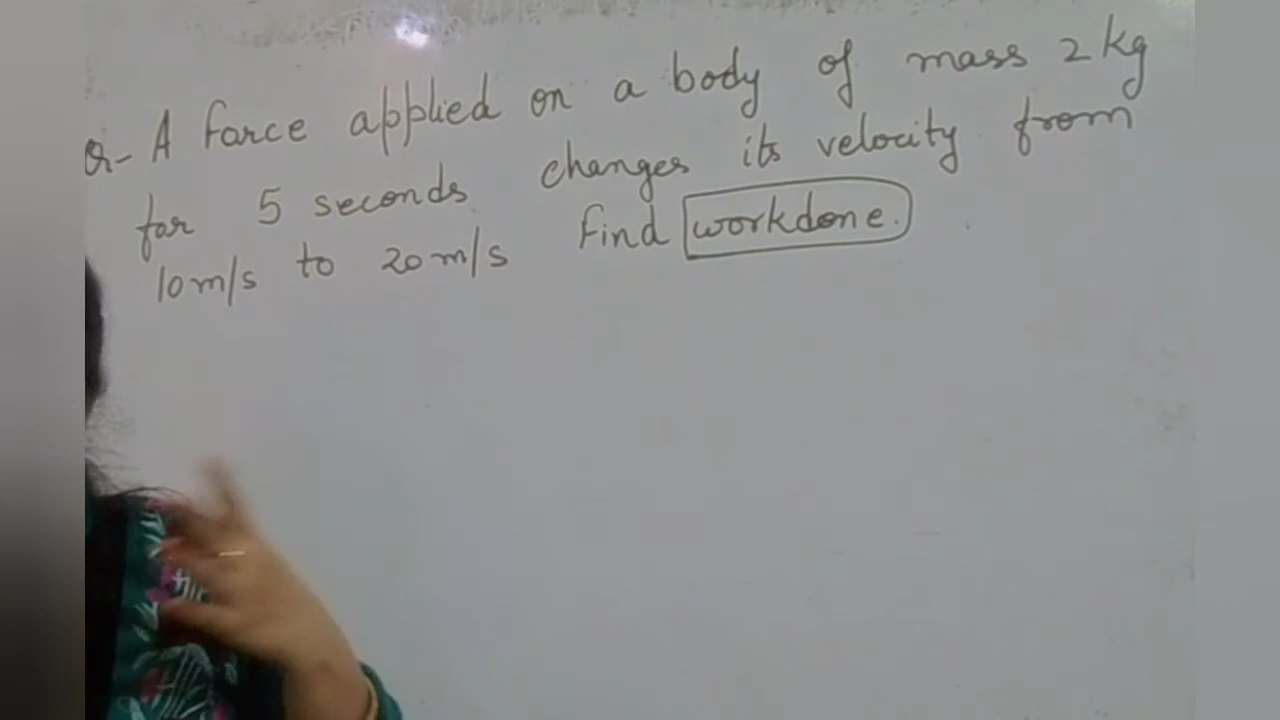 Q- A force applied on a body of mass 2 kg
for 5 seconds changes its velocity from
10 m/s to 20 m/s find workdone.